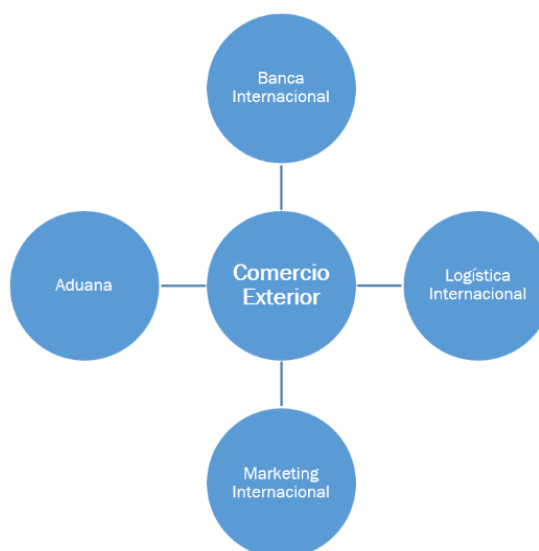 Banca
Internacional
Aduana
Comercio
Exterior
Logística
Internacional
Marketing
Internacional